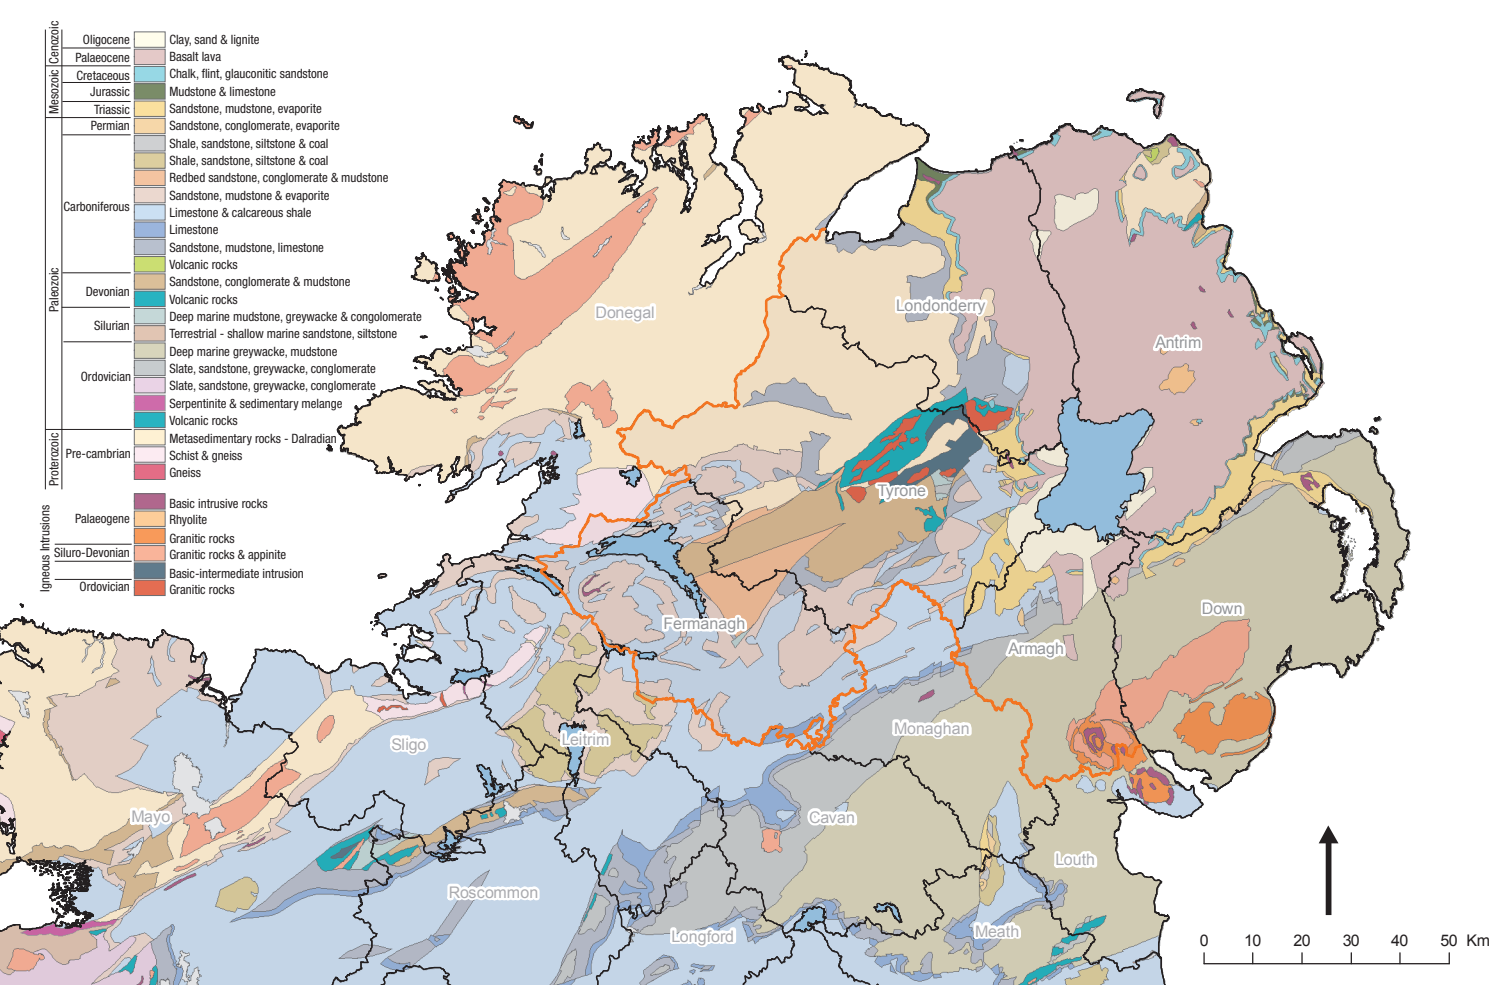 Cenozoic
Oligocene Clay, sand & lignite
Palaeocene Basalt lava
Mesozoic
Cretaceous Chalk, flint, glauconitic sandstone
Jurassic Mudstone & limestone
Triassic Sandstone, mudstone, evaporite
Paleozoic
Permian Sandstone, conglomerate, evaporite
Shale, sandstone, siltstone & coal
Shale, sandstone, siltstone & coal
Redbed sandstone, conglomerate & mudstone
Sandstone, mudstone & evaporite
Carboniferous Limestone & calcareous shale
Limestone
Sandstone, mudstone, limestone
Volcanic rocks
Sandstone, conglomerate & mudstone
Devonian
Volcanic rocks
Deep marine mudstone, greywacke & congolomerate
Silurian
Terrestrial - shallow marine sandstone, siltstone
Deep marine greywacke, mudstone
Slate, sandstone, greywacke, conglomerate
Ordovician
Slate, sandstone, greywacke, conglomerate
Serpentinite & sedimentary melange
Volcanic rocks
Proterozoic
Metasedimentary rocks - Dalradian
Pre-cambrian Schist & gneiss
Gneiss
Igneous Intrusions
Basic intrusive rocks
Palaeogene Rhyolite
Granitic rocks
Siluro-Devonian Granitic rocks & appinite
Basic-intermediate intrusion
Ordovician Granitic rocks
Donegal
Londonderry
Antrim
Tyrone
Fermanagh
Down
Armagh
Monaghan
Leitrim
Sligo
Mayo
Cavan
Louth
Roscommon
Longford
Meath
0 10 20 30 40 50 Km